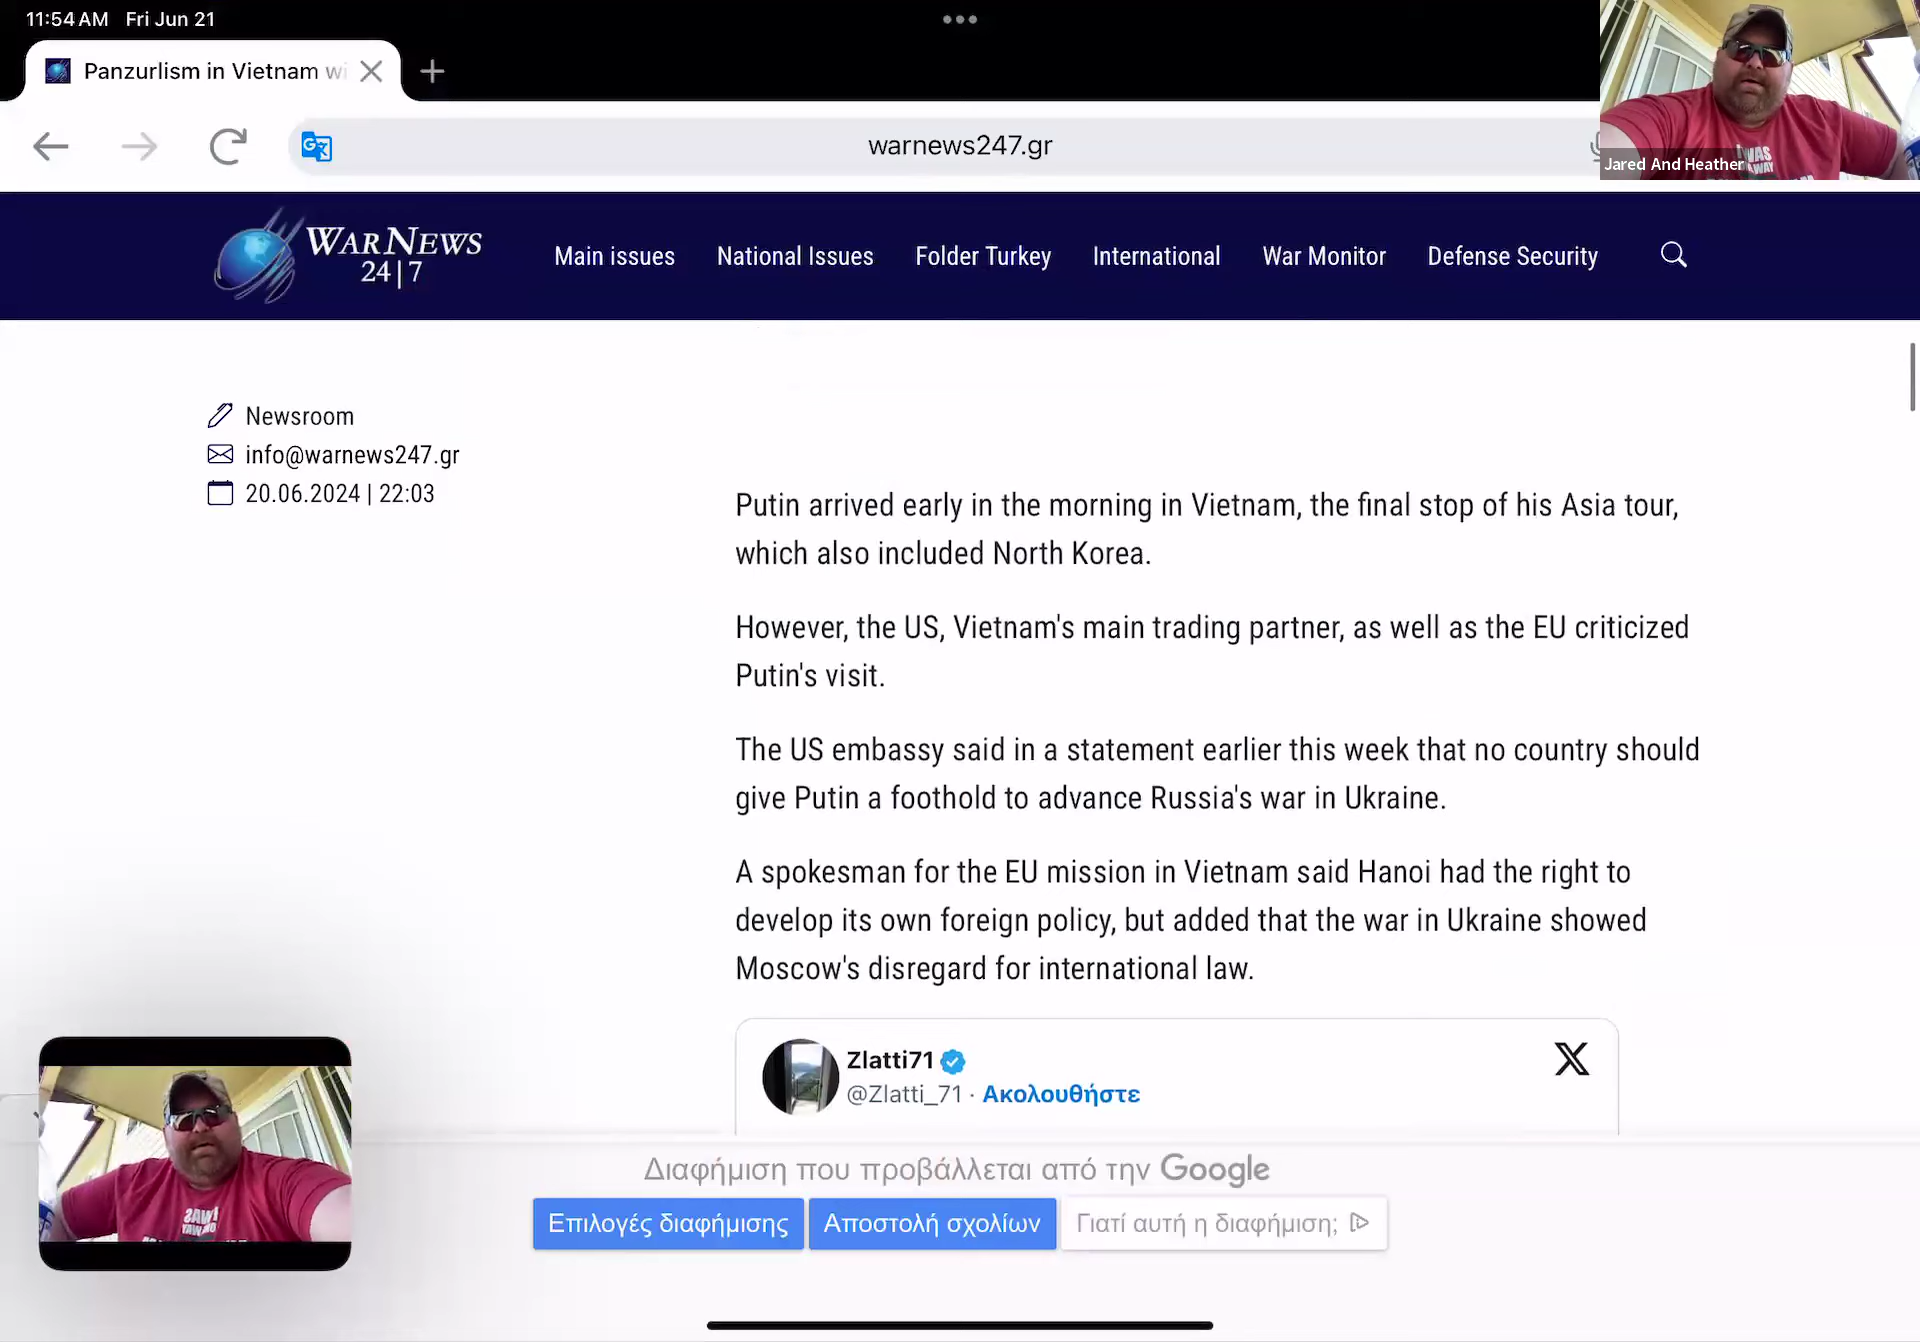 11:54 AM Fri Jun 21
Panzurlism in Vietnam wi
warnews247.gr
Jared And Heather
WAS
AWAY
WAR NEWS
24|7
Main issues National Issues Folder Turkey International War Monitor Defense Security
Newsroom
info@warnews247.gr
20.06.2024 | 22:03
Putin arrived early in the morning in Vietnam, the final stop of his Asia tour,
which also included North Korea.
However, the US, Vietnam's main trading partner, as well as the EU criticized
Putin's visit.
The US embassy said in a statement earlier this week that no country should
give Putin a foothold to advance Russia's war in Ukraine.
A spokesman for the EU mission in Vietnam said Hanoi had the right to
develop its own foreign policy, but added that the war in Ukraine showed
Moscow's disregard for international law.
Zlatti71
@Zlatti_71 · Ακολουθήστε
Διαφήμιση που προβάλλεται από την Google
Επιλογές διαφήμισης Αποστολή σχολίων Γιατί αυτή η διαφήμιση;